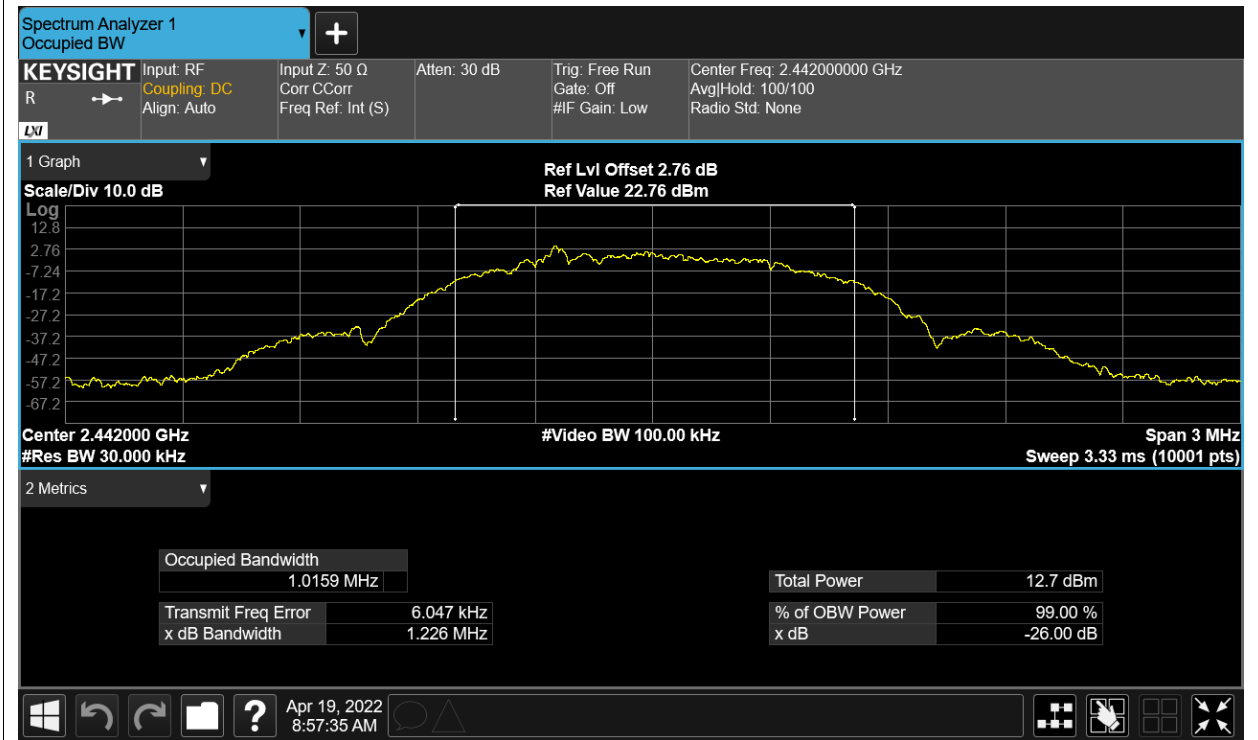 Spectrum Analyzer 1
Occupied BW
KEYSIGHT
R
LXI
Input: RF
Coupling: DC
Align: Auto
Input Z: 50 Ω
Corr CCorr
Freq Ref: Int (S)
Atten: 30 dB
Trig: Free Run
Gate: Off
#IF Gain: Low
Center Freq: 2.442000000 GHz
Avg|Hold: 100/100
Radio Std: None
1 Graph
Scale/Div 10.0 dB
Ref Lvl Offset 2.76 dB
Ref Value 22.76 dBm
Log
12.8
2.76
-7.24
-17.2
-27.2
-37.2
-47.2
-57.2
-67.2
Center 2.442000 GHz
#Res BW 30.000 kHz
#Video BW 100.00 kHz
Span 3 MHz
Sweep 3.33 ms (10001 pts)
2 Metrics
Occupied Bandwidth
1.0159 MHz
Transmit Freq Error 6.047 kHz
x dB Bandwidth 1.226 MHz
Total Power 12.7 dBm
% of OBW Power 99.00 %
x dB -26.00 dB
?
Apr 19, 2022
8:57:35 AM